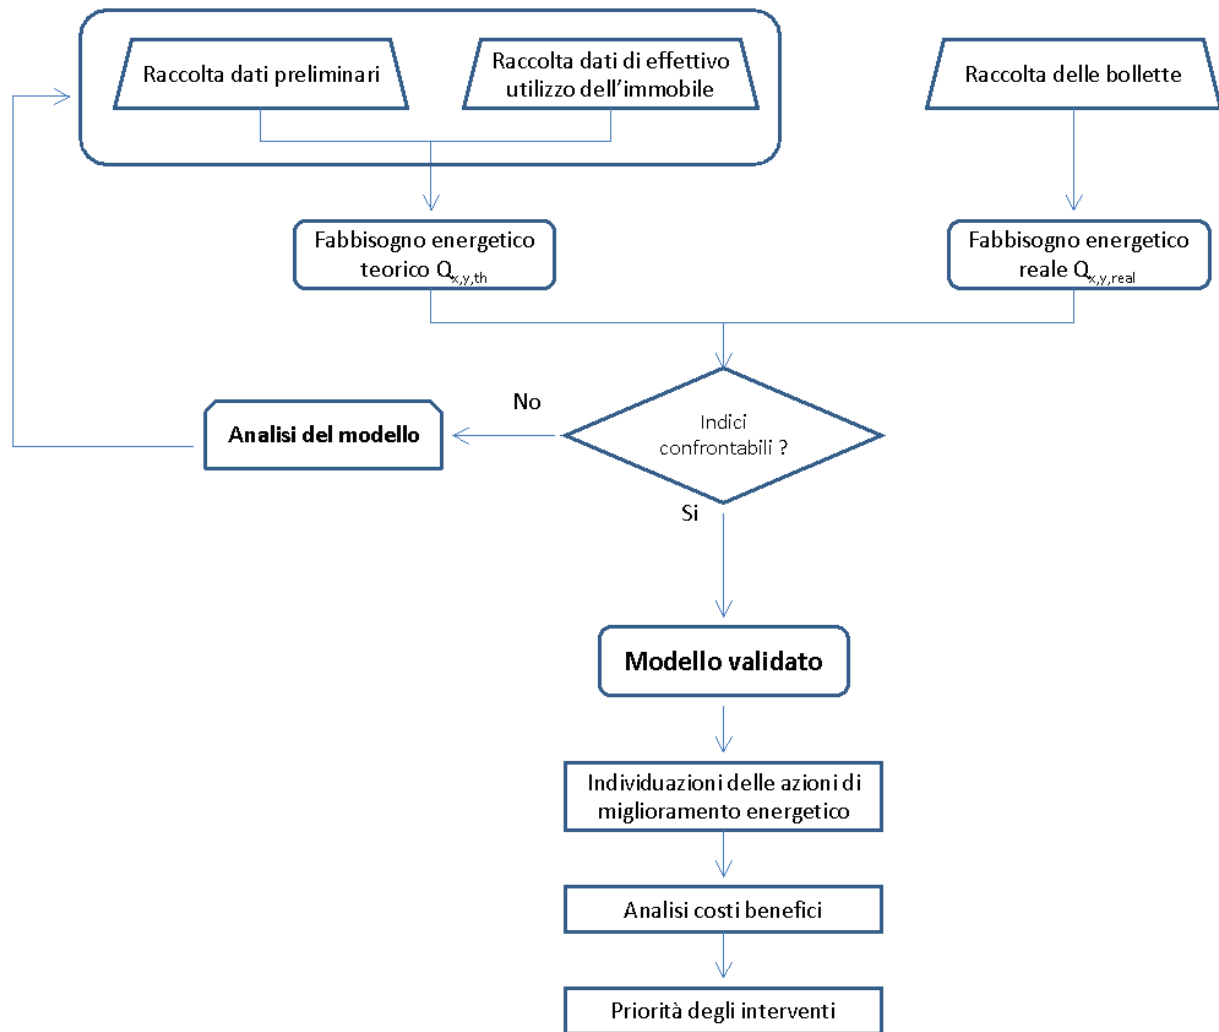 Raccolta dati preliminari
Raccolta dati di effettivo
utilizzo dell'immobile
Raccolta delle bollette
Fabbisogno energetico
teorico Qx,y,th
Fabbisogno energetico
reale Qx,y,real
No
Indici
confrontabili ?
Analisi del modello
Si
Modello validato
Individuazioni delle azioni di
miglioramento energetico
Analisi costi benefici
Priorità degli interventi